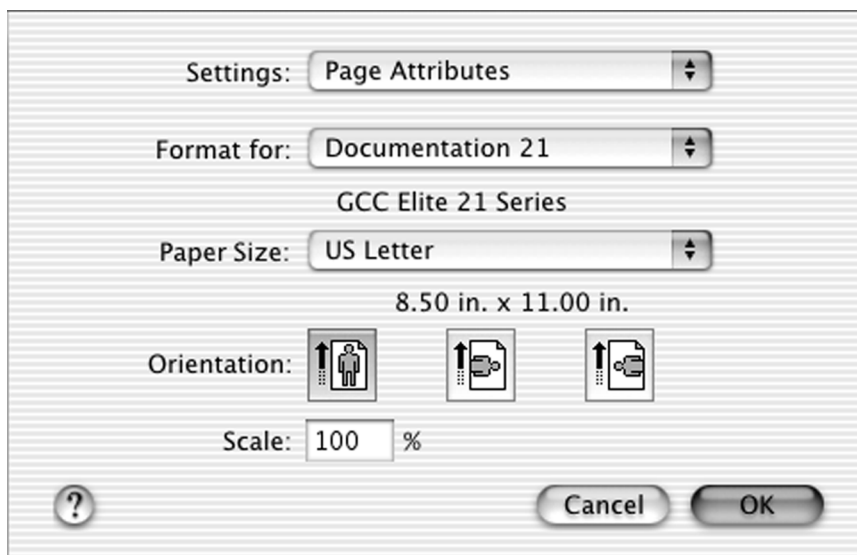 Settings: Page Attributes
Format for: Documentation 21
GCC Elite 21 Series
Paper Size: US Letter
8.50 in. x 11.00 in.
Orientation:
Scale: 100 %
? Cancel OK